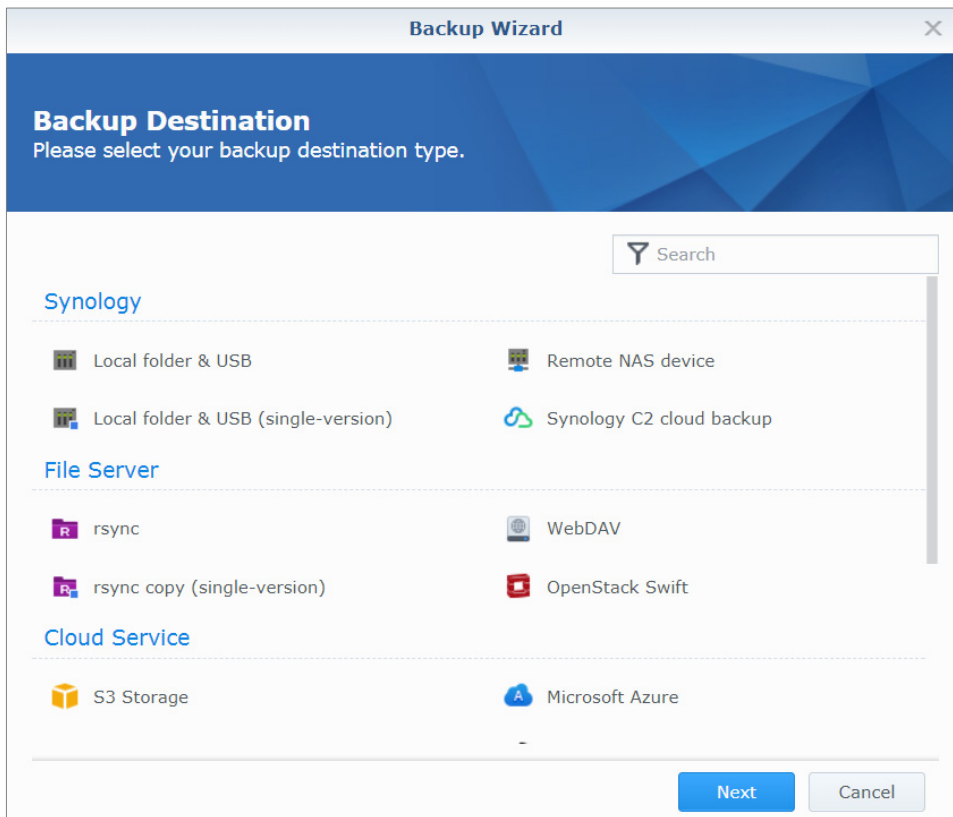 Backup Wizard
Backup Destination
Please select your backup destination type.
Search
Synology
Local folder & USB
Remote NAS device
Local folder & USB (single-version)
Synology C2 cloud backup
File Server
R rsync
WebDAV
R rsync copy (single-version)
OpenStack Swift
Cloud Service
S3 Storage
A Microsoft Azure
Next
Cancel